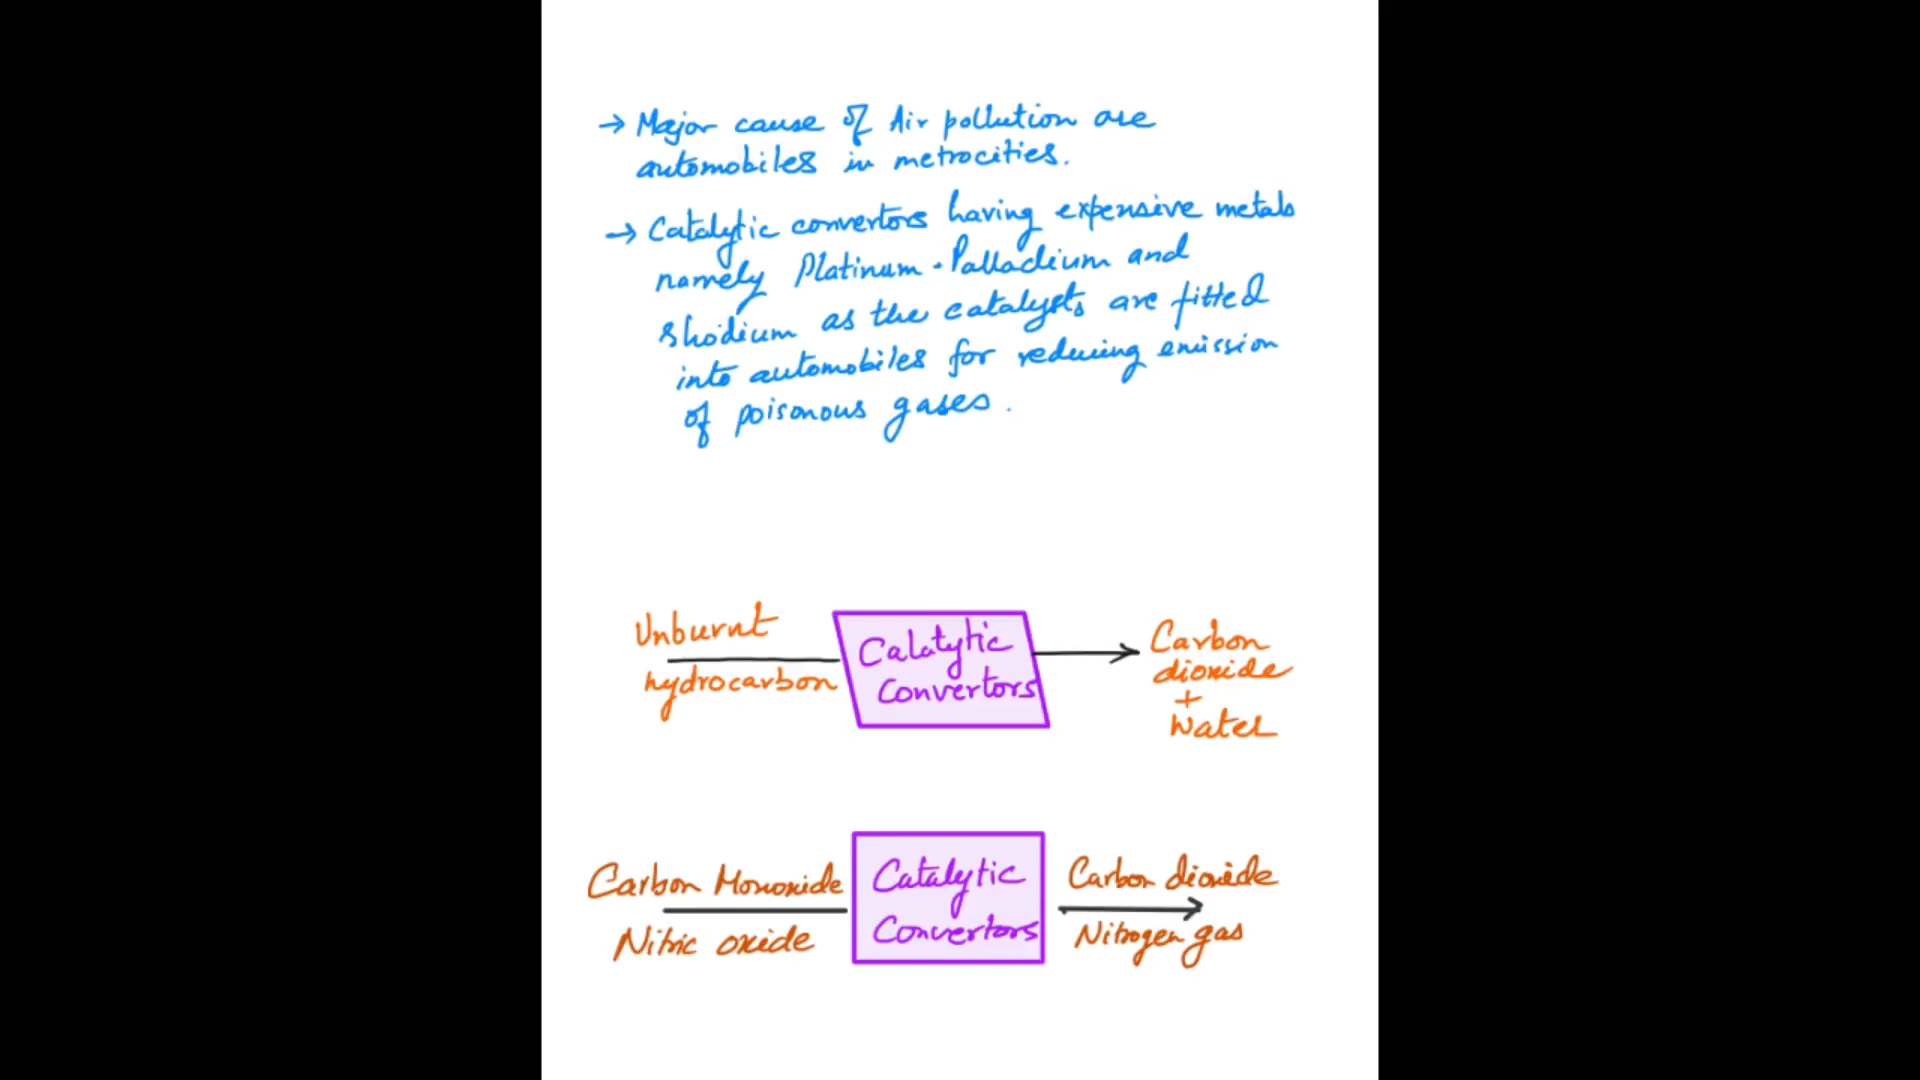 → Major cause of Air pollution are
automobiles in metrocities.
→ Catalytic convertors having expensive metals
namely Platinum-Palladium and
rhodium as the catalysts are fitted
into automobiles for reducing emission
of poisonous gases.
Unburnt
hydrocarbon
Catalytic
Convertors
Carbon
dioxide
+
Water
Carbon Monoxide
Nitric oxide
Catalytic
Convertors
Carbon dioxide
Nitrogen gas